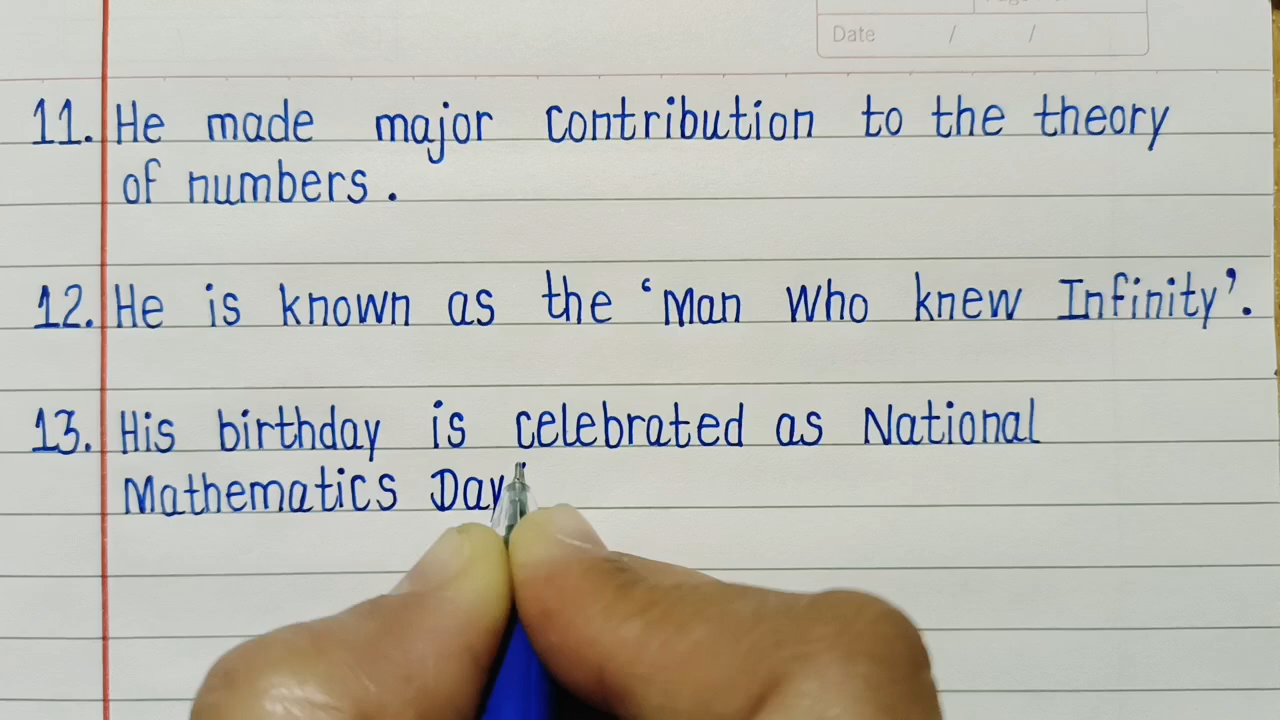 Date / /
11. He made major contribution to the theory
of numbers.
12. He is known as the ‘Man Who knew Infinity’.
13. His birthday is celebrated as National
Mathematics Day